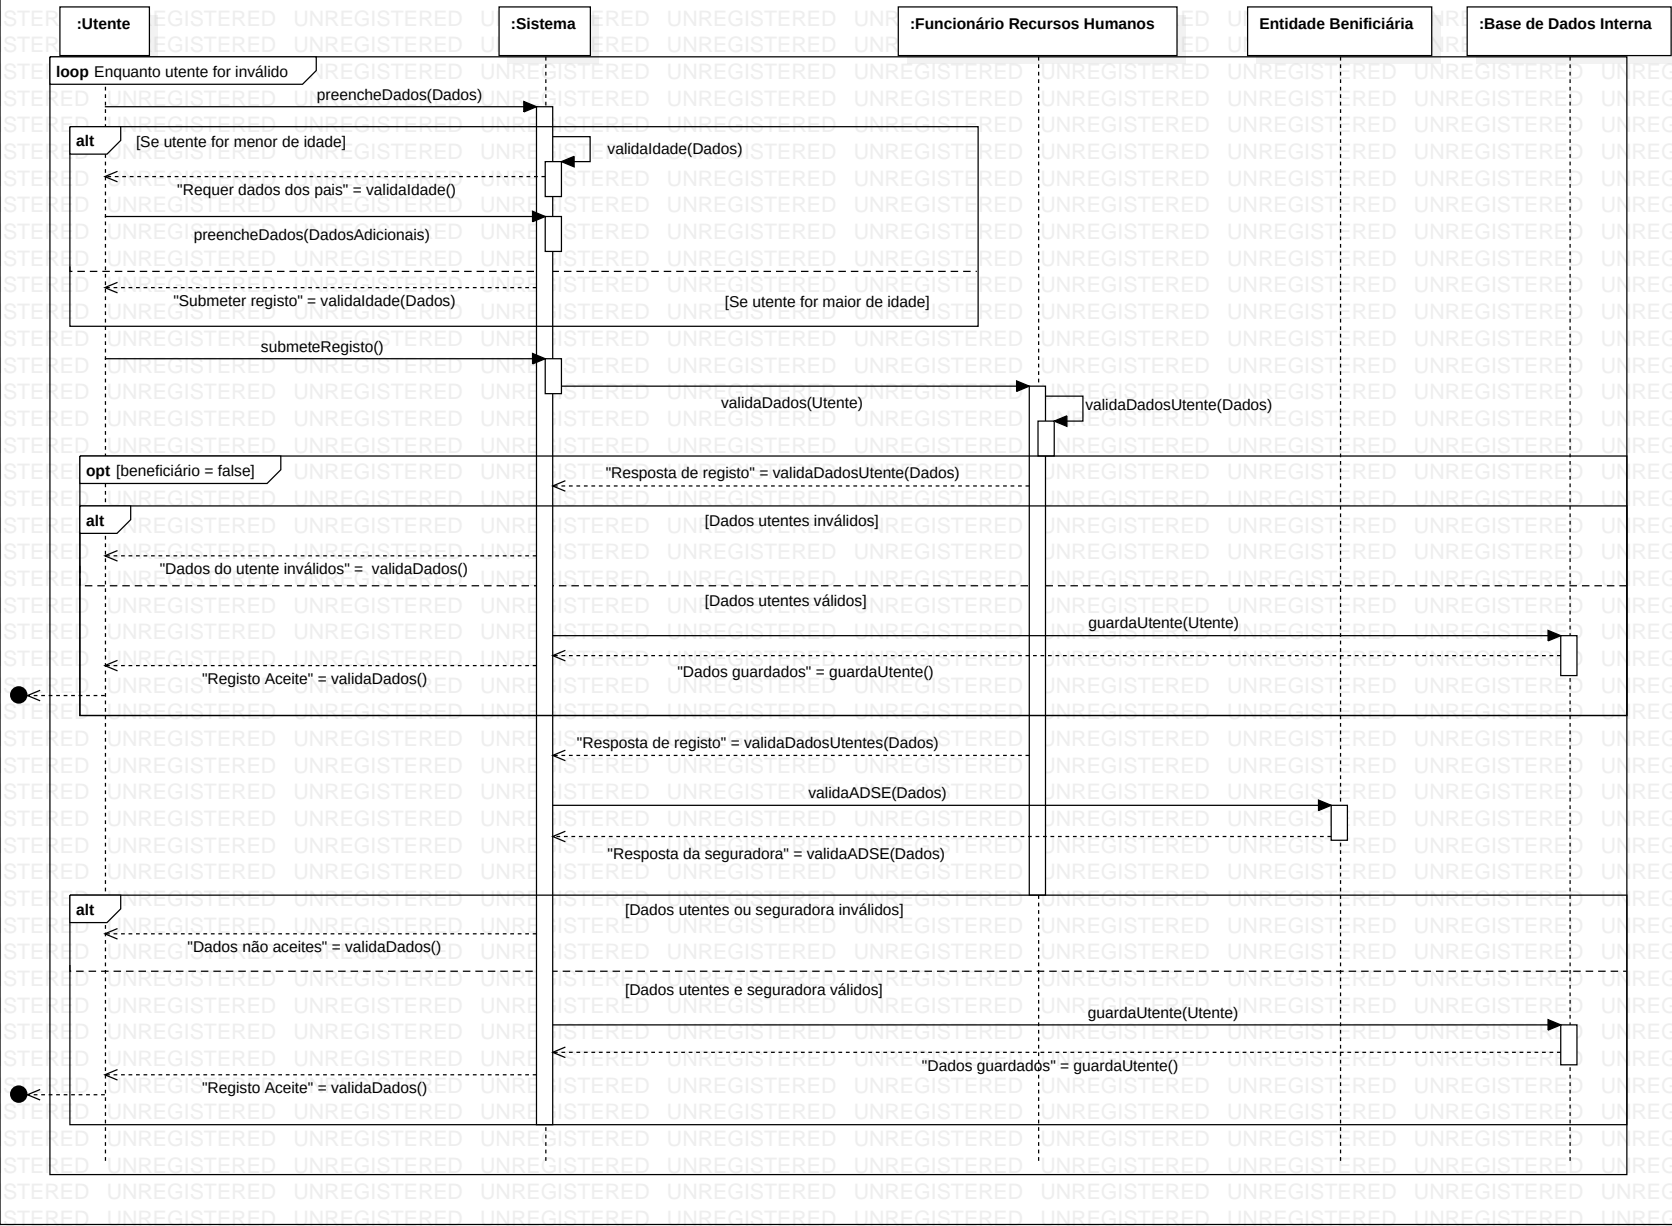 :Utente
:Sistema
:Funcionário Recursos Humanos
Entidade Benificiária
:Base de Dados Interna
loop Enquanto utente for inválido
preencheDados(Dados)
alt [Se utente for menor de idade]
validaIdade(Dados)
"Requer dados dos pais" = validaIdade()
preencheDados(DadosAdicionais)
"Submeter registo" = validaIdade(Dados)
[Se utente for maior de idade]
submeteRegisto()
validaDados(Utente)
validaDadosUtente(Dados)
opt [beneficiário = false]
"Resposta de registo" = validaDadosUtente(Dados)
alt [Dados utentes inválidos]
"Dados do utente inválidos" =  validaDados()
[Dados utentes válidos]
guardaUtente(Utente)
"Dados guardados" = guardaUtente()
"Registo Aceite" = validaDados()
"Resposta de registo" = validaDadosUtentes(Dados)
validaADSE(Dados)
"Resposta da seguradora" = validaADSE(Dados)
alt [Dados utentes ou seguradora inválidos]
"Dados não aceites" = validaDados()
[Dados utentes e seguradora válidos]
guardaUtente(Utente)
"Dados guardados" = guardaUtente()
"Registo Aceite" = validaDados()
UNREGISTERED